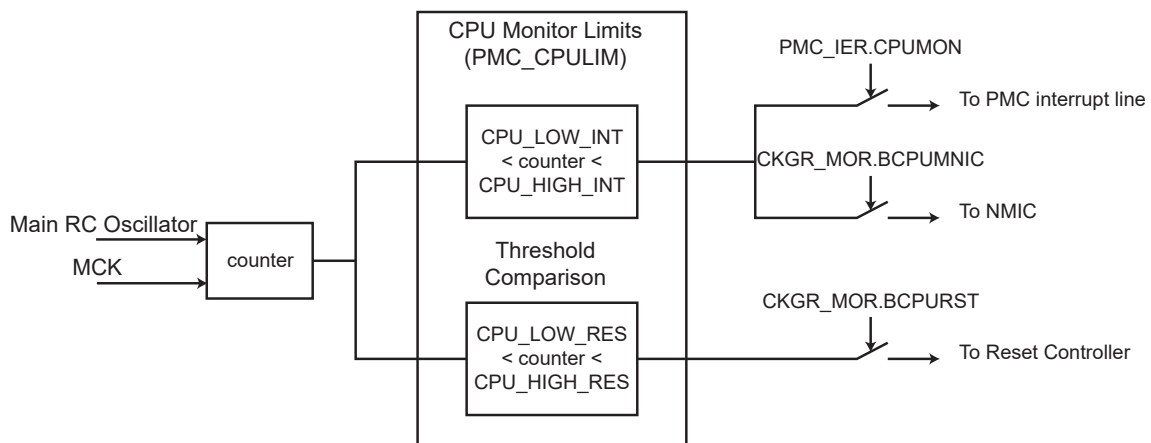 CPU Monitor Limits
(PMC_CPULIM)
PMC_IER.CPUMON
To PMC interrupt line
CPU_LOW_INT
< counter <
CPU_HIGH_INT
CKGR_MOR.BCPUMNIC
To NMIC
Main RC Oscillator
MCK
counter
Threshold
Comparison
CKGR_MOR.BCPURST
CPU_LOW_RES
< counter <
CPU_HIGH_RES
To Reset Controller